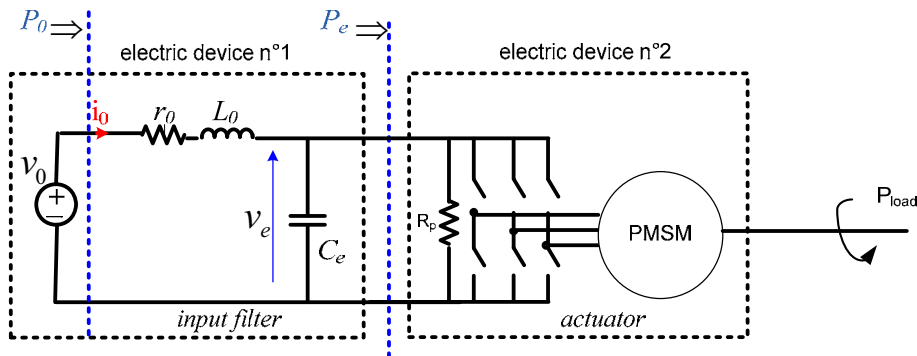 P₀ ⇒
Pₑ ⇒
electric device n°1
electric device n°2
i₀
r₀
L₀
v₀
+
−
vₑ
Cₑ
Rₚ
PMSM
P_load
input filter
actuator